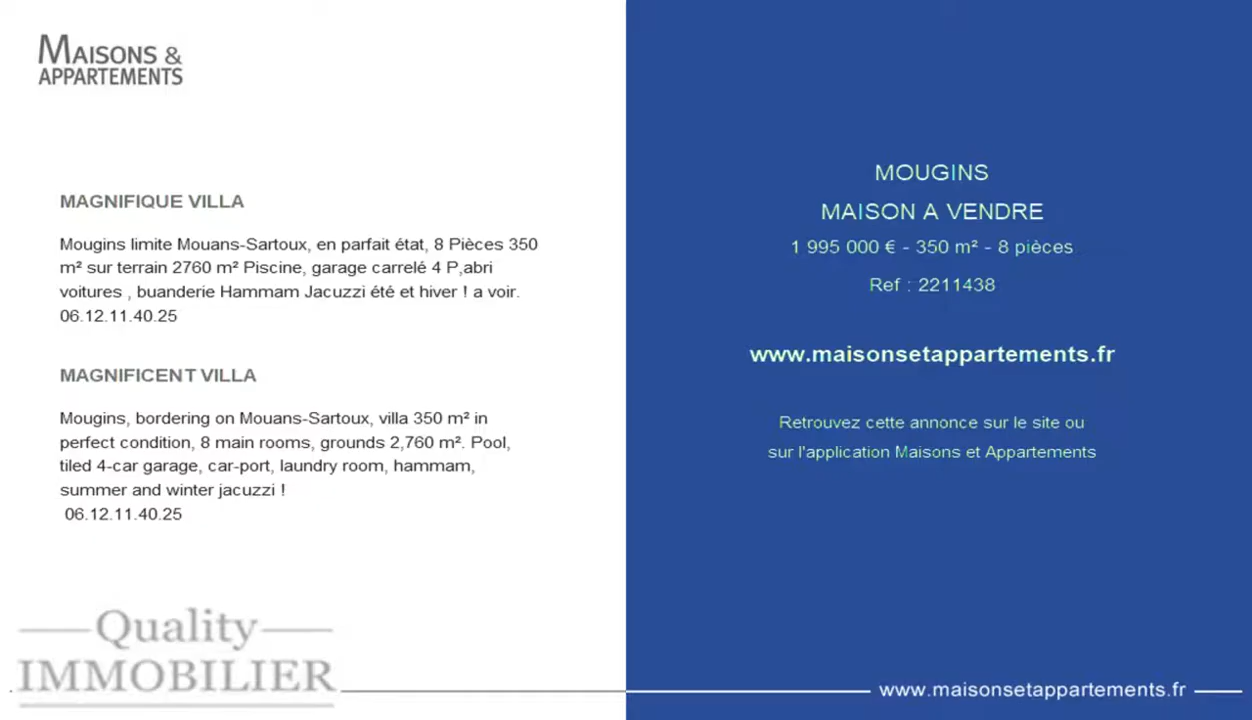 MAISONS &
APPARTEMENTS
MAGNIFIQUE VILLA
Mougins limite Mouans-Sartoux, en parfait état, 8 Pièces 350
m² sur terrain 2760 m² Piscine, garage carrelé 4 P,abri
voitures , buanderie Hammam Jacuzzi été et hiver ! a voir.
06.12.11.40.25
MAGNIFICENT VILLA
Mougins, bordering on Mouans-Sartoux, villa 350 m² in
perfect condition, 8 main rooms, grounds 2,760 m². Pool,
tiled 4-car garage, car-port, laundry room, hammam,
summer and winter jacuzzi !
06.12.11.40.25
Quality
IMMOBILIER
MOUGINS
MAISON A VENDRE
1 995 000 € - 350 m² - 8 pièces
Ref : 2211438
www.maisonsetappartements.fr
Retrouvez cette annonce sur le site ou
sur l'application Maisons et Appartements
www.maisonsetappartements.fr